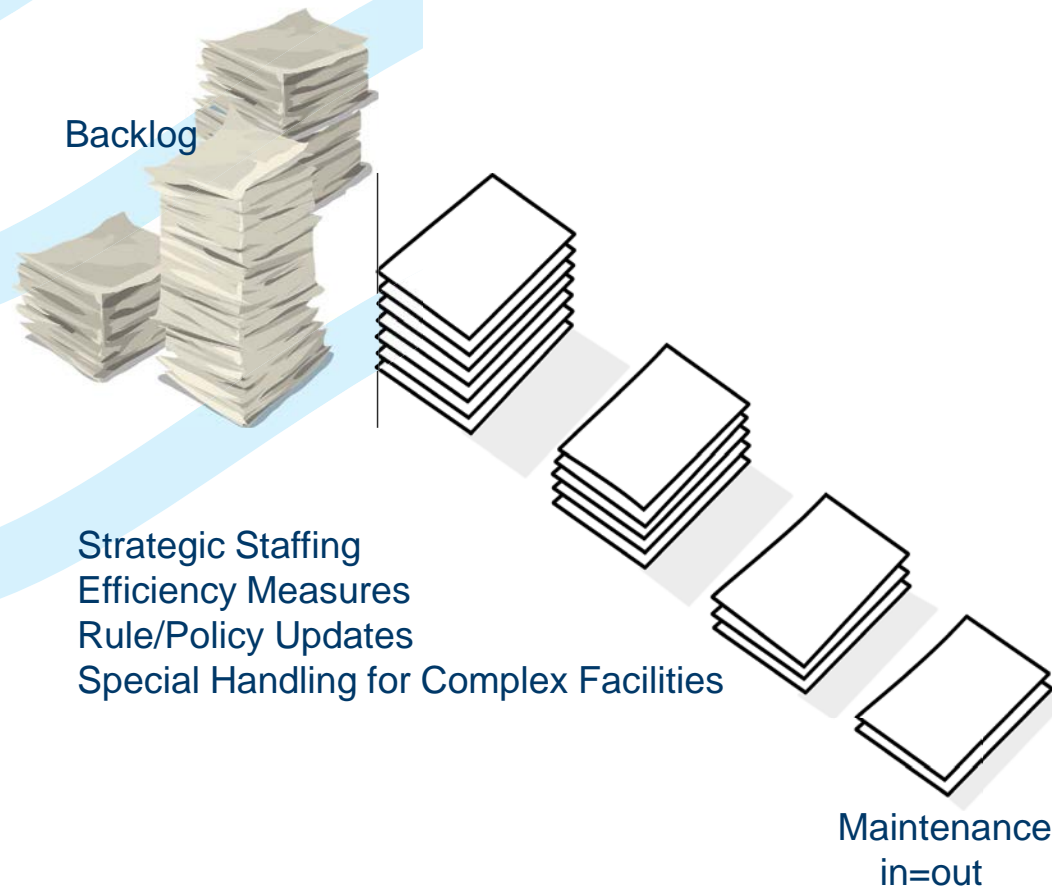 Backlog
Strategic Staffing
Efficiency Measures
Rule/Policy Updates
Special Handling for Complex Facilities
Maintenance
in=out